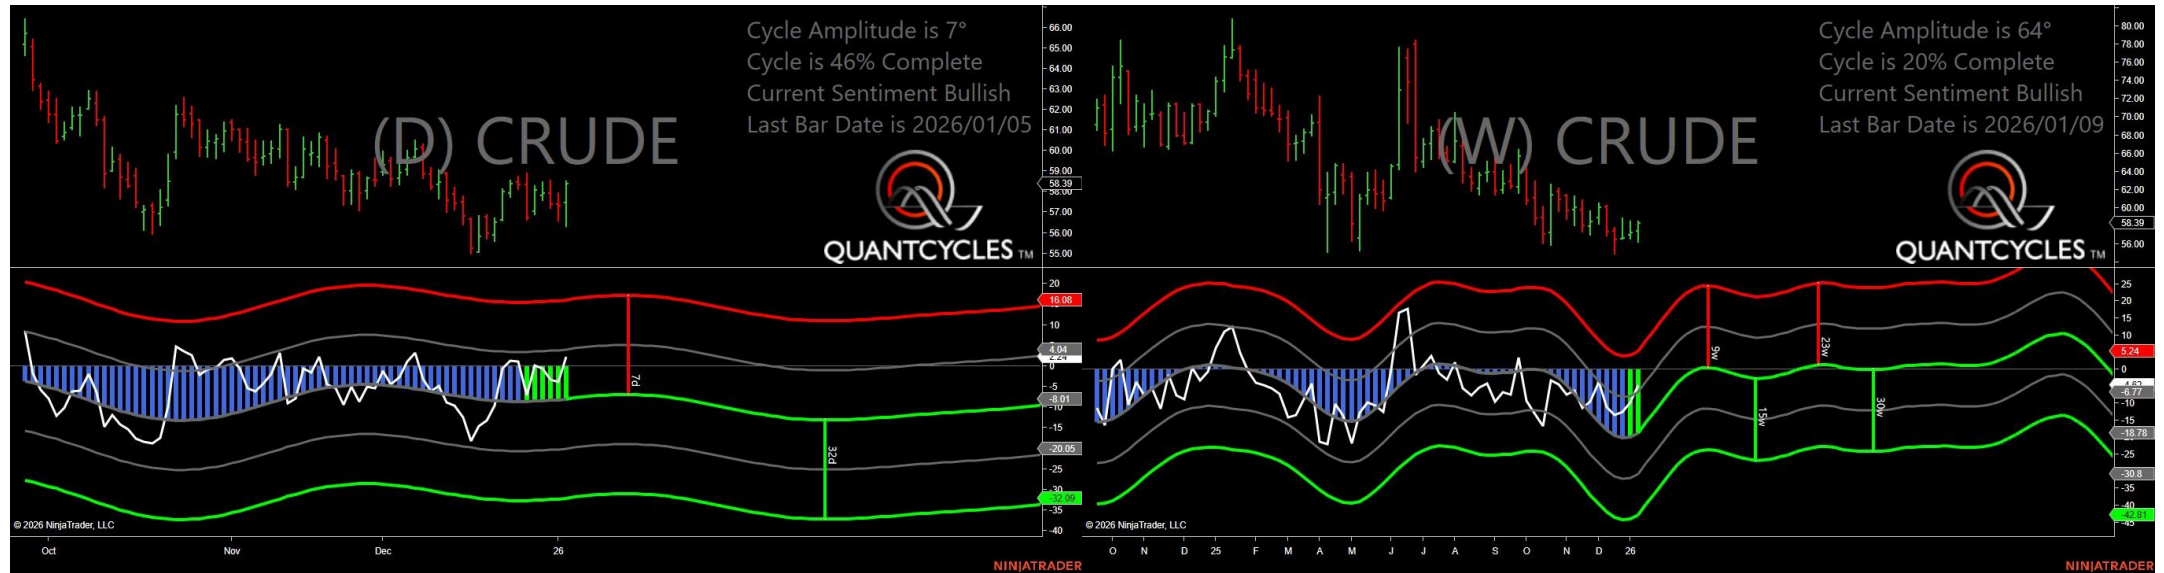 Cycle Amplitude is 7°
Cycle is 46% Complete
Current Sentiment Bullish
Last Bar Date is 2026/01/05
(D) CRUDE
QUANTCYCLES TM
66.00
65.00
64.00
63.00
62.00
61.00
60.00
59.00
58.39
58.00
57.00
56.00
55.00
20
16.08
10
4.04
2.24
0
-5
-8.01
-10
-15
-20.05
-25
-32.09
-35
-40
7d
32d
© 2026 NinjaTrader, LLC
Oct Nov Dec 26
NINJATRADER
Cycle Amplitude is 64°
Cycle is 20% Complete
Current Sentiment Bullish
Last Bar Date is 2026/01/09
(W) CRUDE
QUANTCYCLES TM
80.00
78.00
76.00
74.00
72.00
70.00
68.00
66.00
64.00
62.00
60.00
58.39
56.00
25
20
15
10
5.24
0
-4.62
-6.77
-10
-15
-18.78
-25
-30.8
-35
-42.81
-45
9w
23w
15w
30w
© 2026 NinjaTrader, LLC
O N D 25 F M A M J J A S O N D 26
NINJATRADER